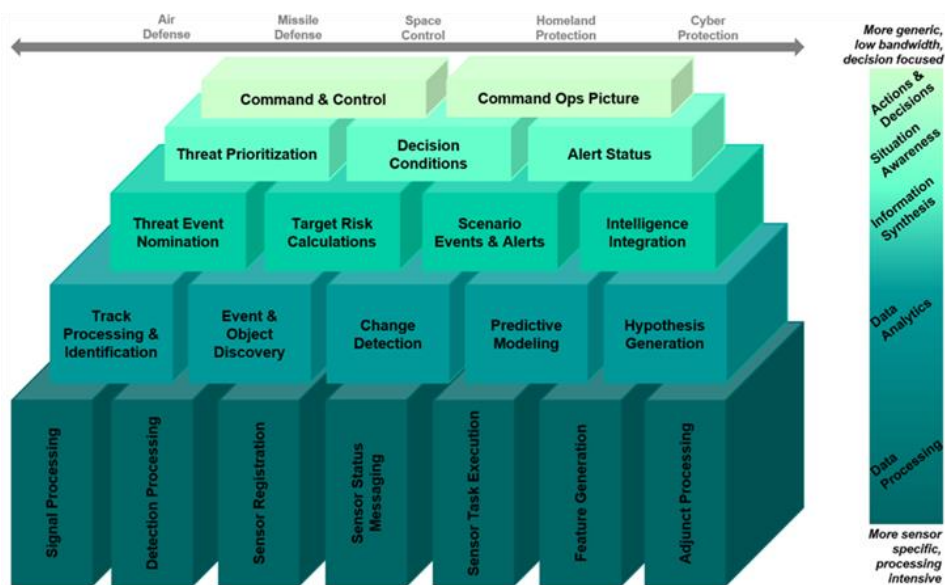 Air
Defense
Missile
Defense
Space
Control
Homeland
Protection
Cyber
Protection
More generic,
low bandwidth,
decision focused
Command & Control
Command Ops Picture
Actions &
Decisions
Threat Prioritization
Decision
Conditions
Alert Status
Situation
Awareness
Threat Event
Nomination
Target Risk
Calculations
Scenario
Events & Alerts
Intelligence
Integration
Information
Synthesis
Track
Processing &
Identification
Event &
Object
Discovery
Change
Detection
Predictive
Modeling
Hypothesis
Generation
Data
Analytics
Signal Processing
Detection Processing
Sensor Registration
Sensor Status
Messaging
Sensor Task Execution
Feature Generation
Adjunct Processing
Data
Processing
More sensor
specific,
processing
intensive